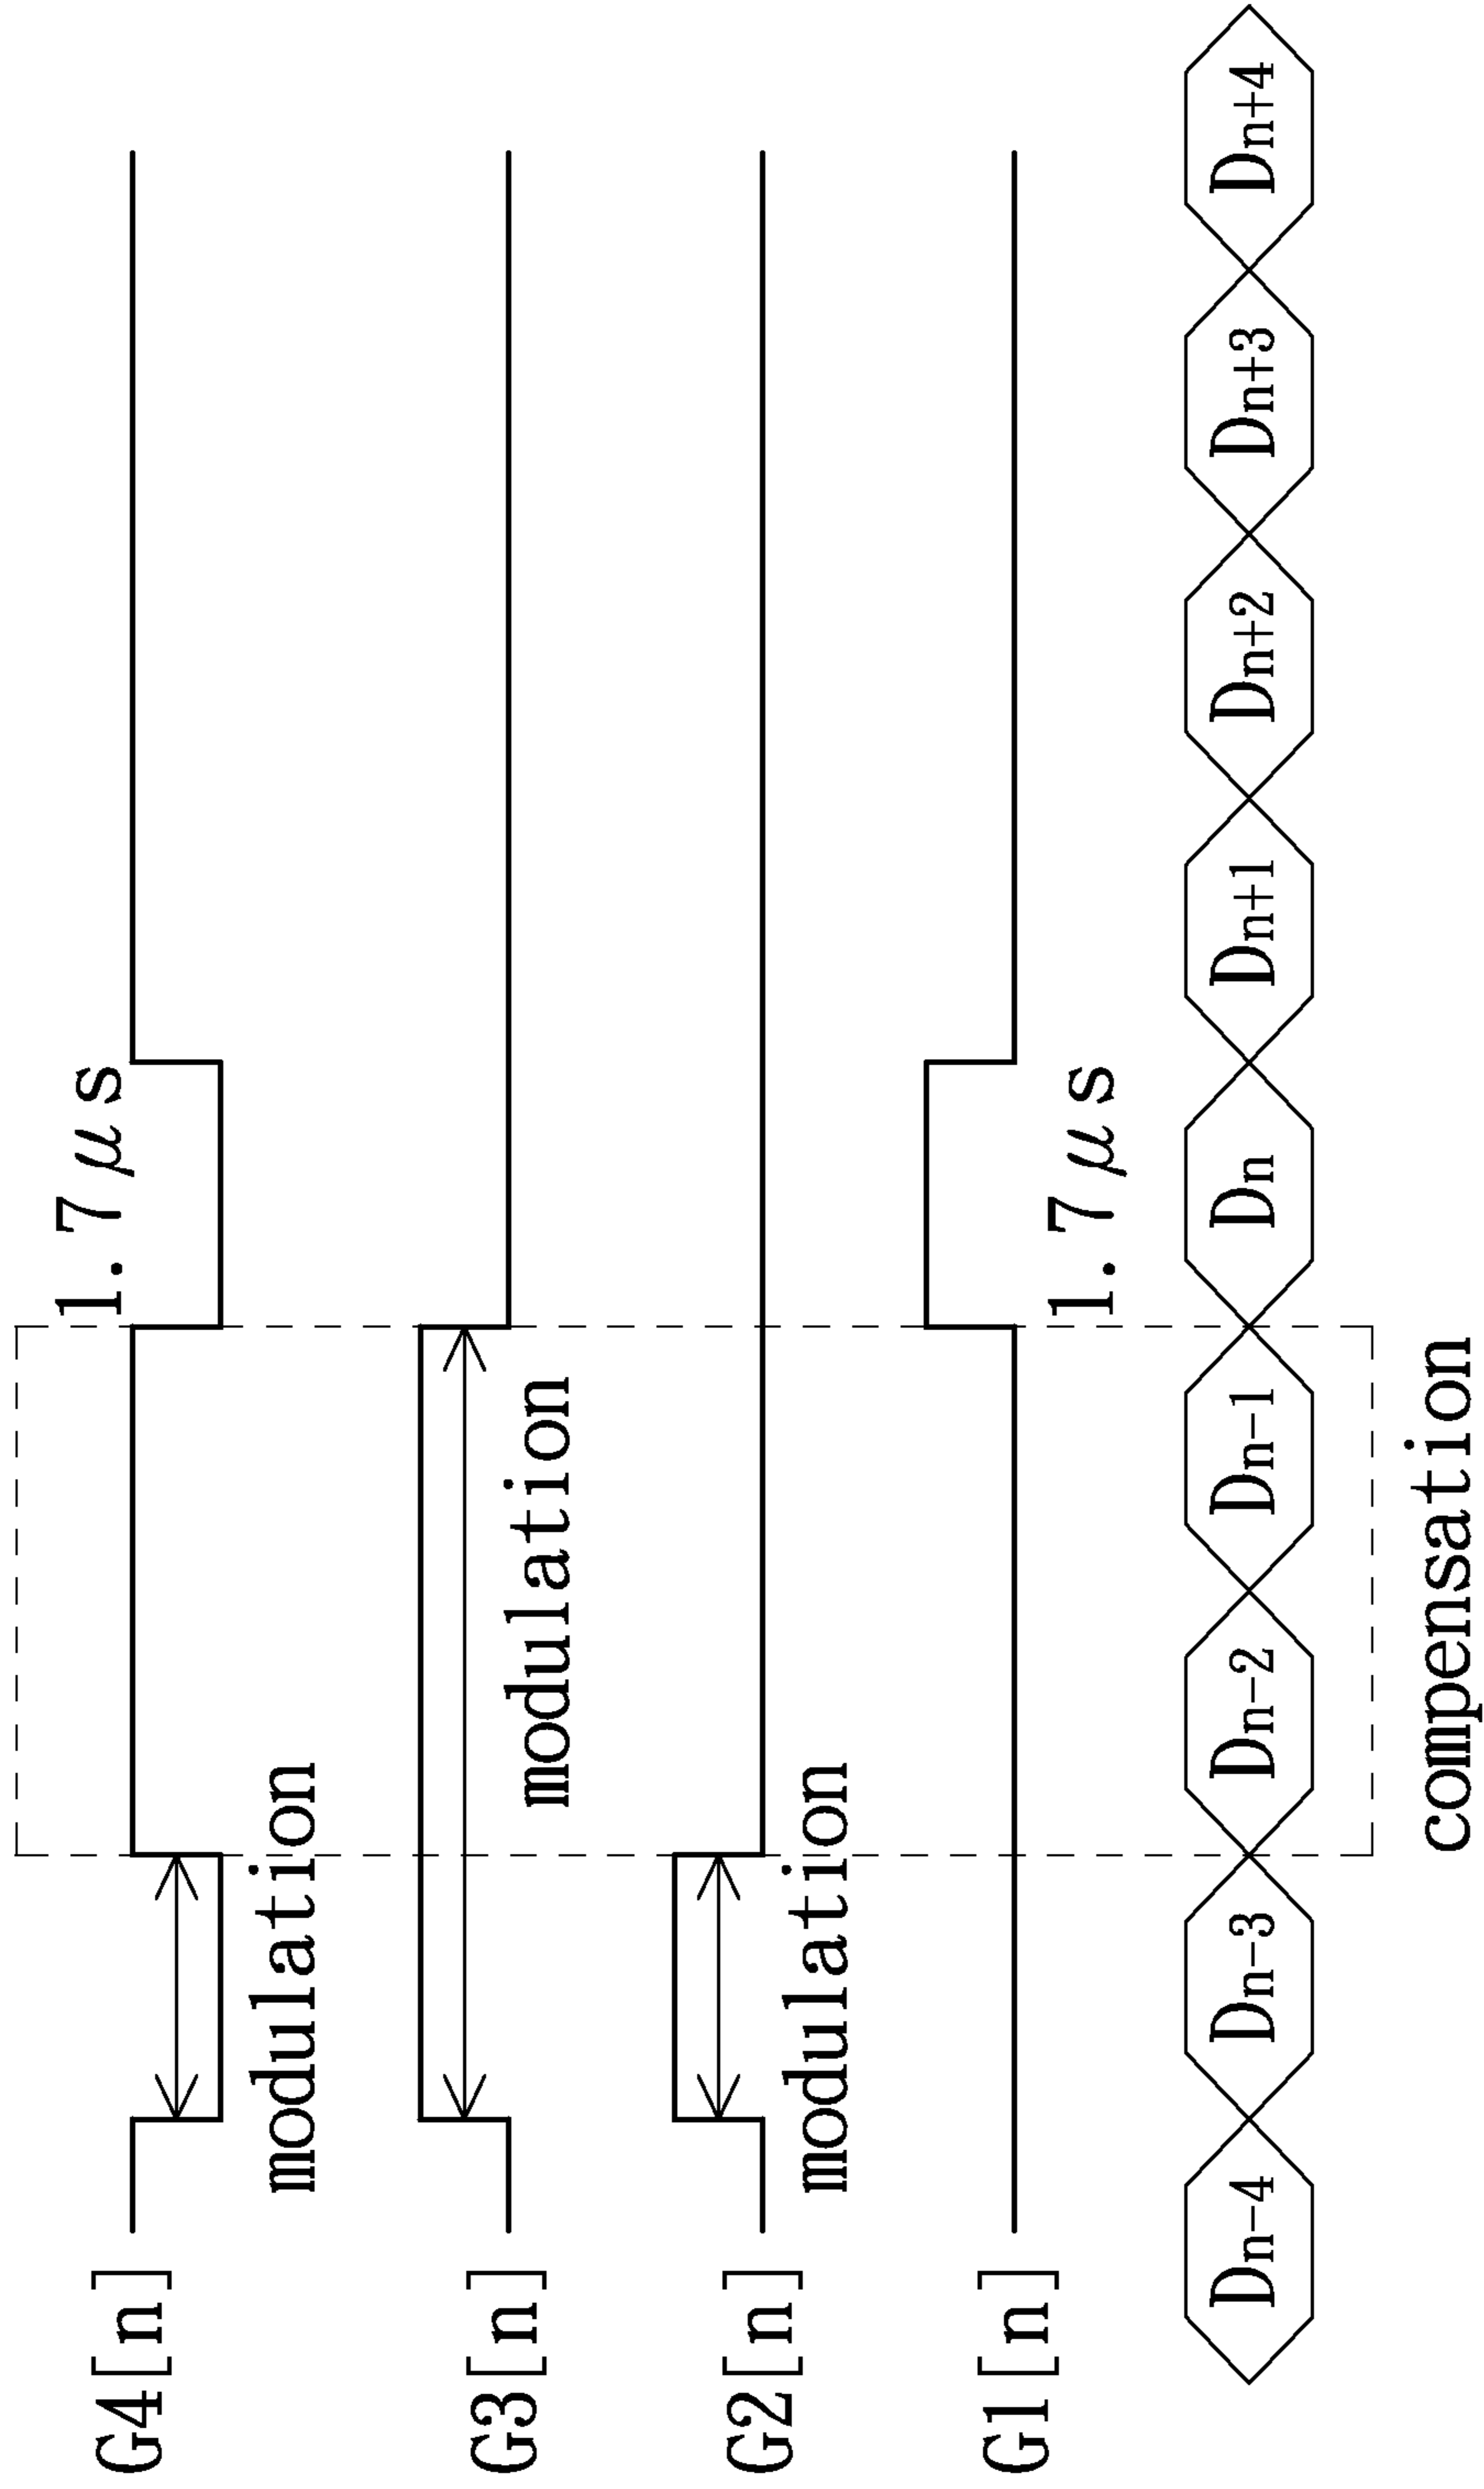 G4[n]
1.7μs
modulation
G3[n]
modulation
G2[n]
modulation
G1[n]
1.7μs
Dn-4 Dn-3 Dn-2 Dn-1 Dn Dn+1 Dn+2 Dn+3 Dn+4
compensation